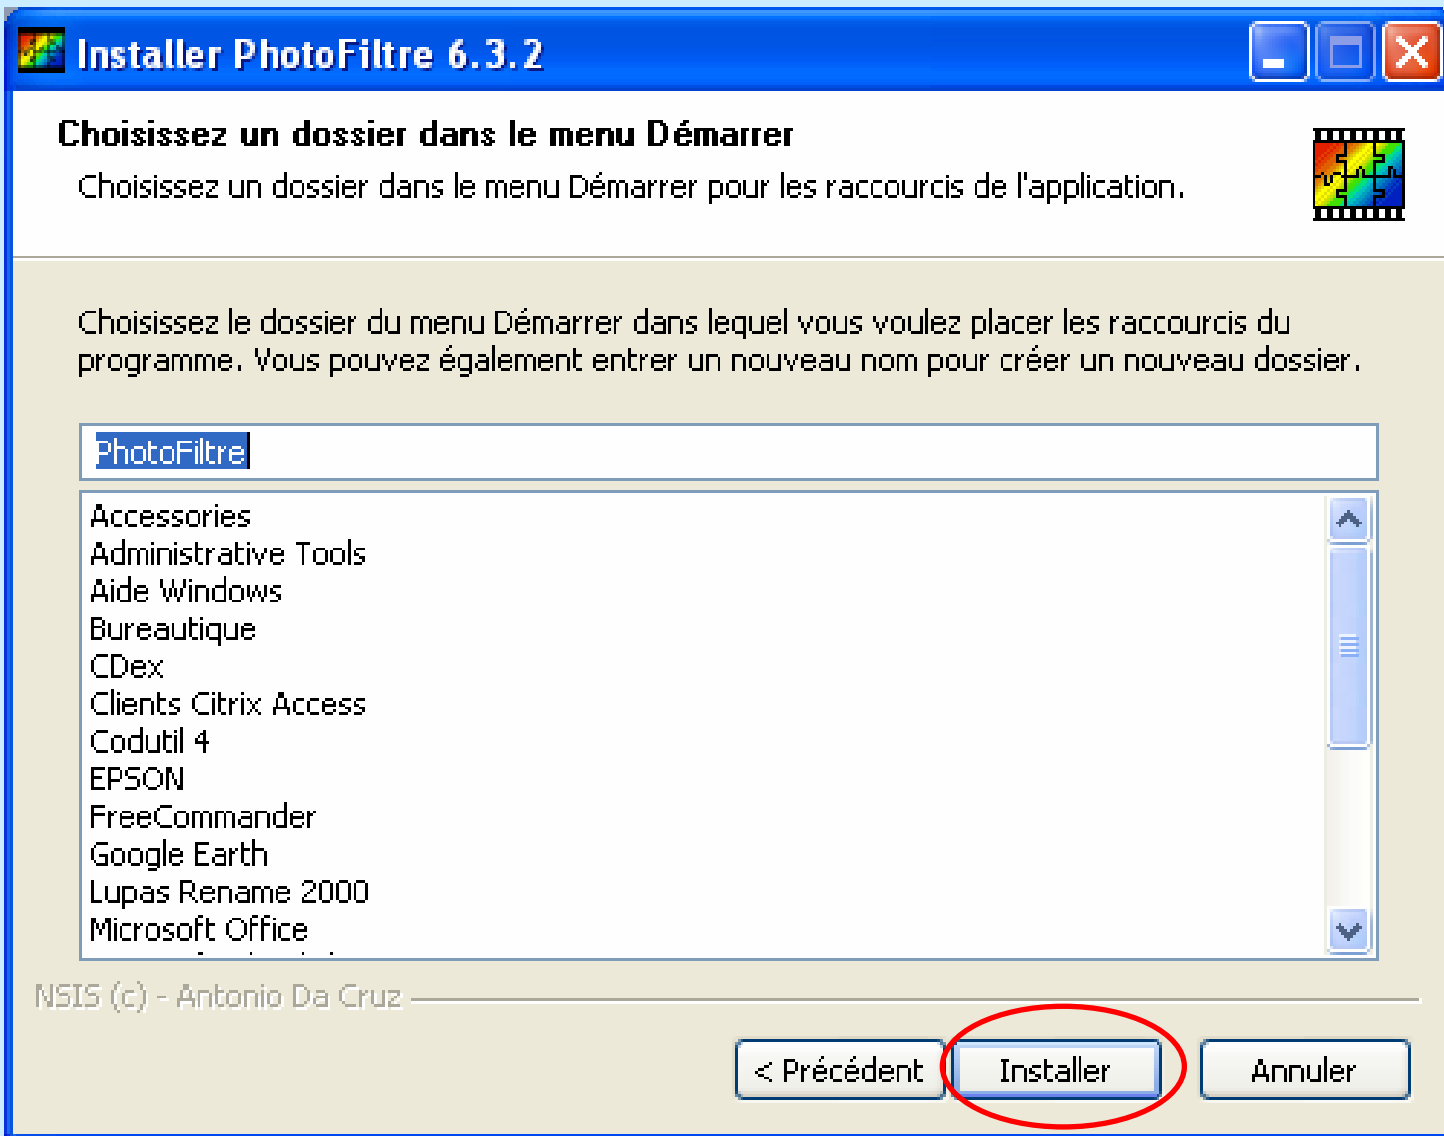 Installer PhotoFiltre 6.3.2
Choisissez un dossier dans le menu Démarrer
Choisissez un dossier dans le menu Démarrer pour les raccourcis de l'application.
Choisissez le dossier du menu Démarrer dans lequel vous voulez placer les raccourcis du
programme. Vous pouvez également entrer un nouveau nom pour créer un nouveau dossier.
PhotoFiltre
Accessories
Administrative Tools
Aide Windows
Bureautique
CDex
Clients Citrix Access
Codutil 4
EPSON
FreeCommander
Google Earth
Lupas Rename 2000
Microsoft Office
NSIS (c) - Antonio Da Cruz
< Précédent
Installer
Annuler